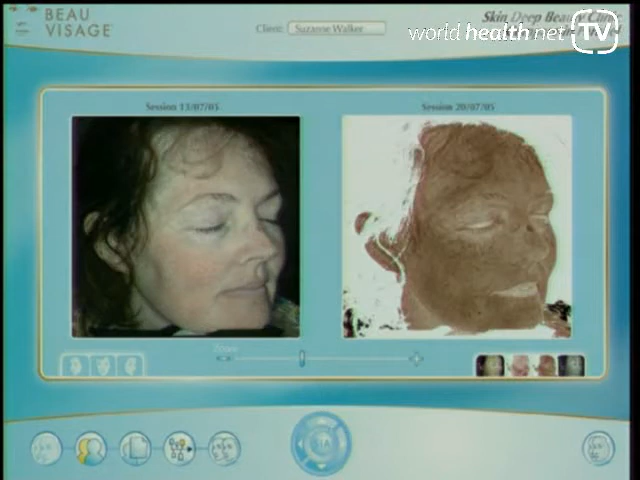 BEAU
VISAGE
Client: Suzanne Walker
Skin Deep Beauty Clinic
world health net TV
Session 13/07/05
Session 20/07/05
Zoom